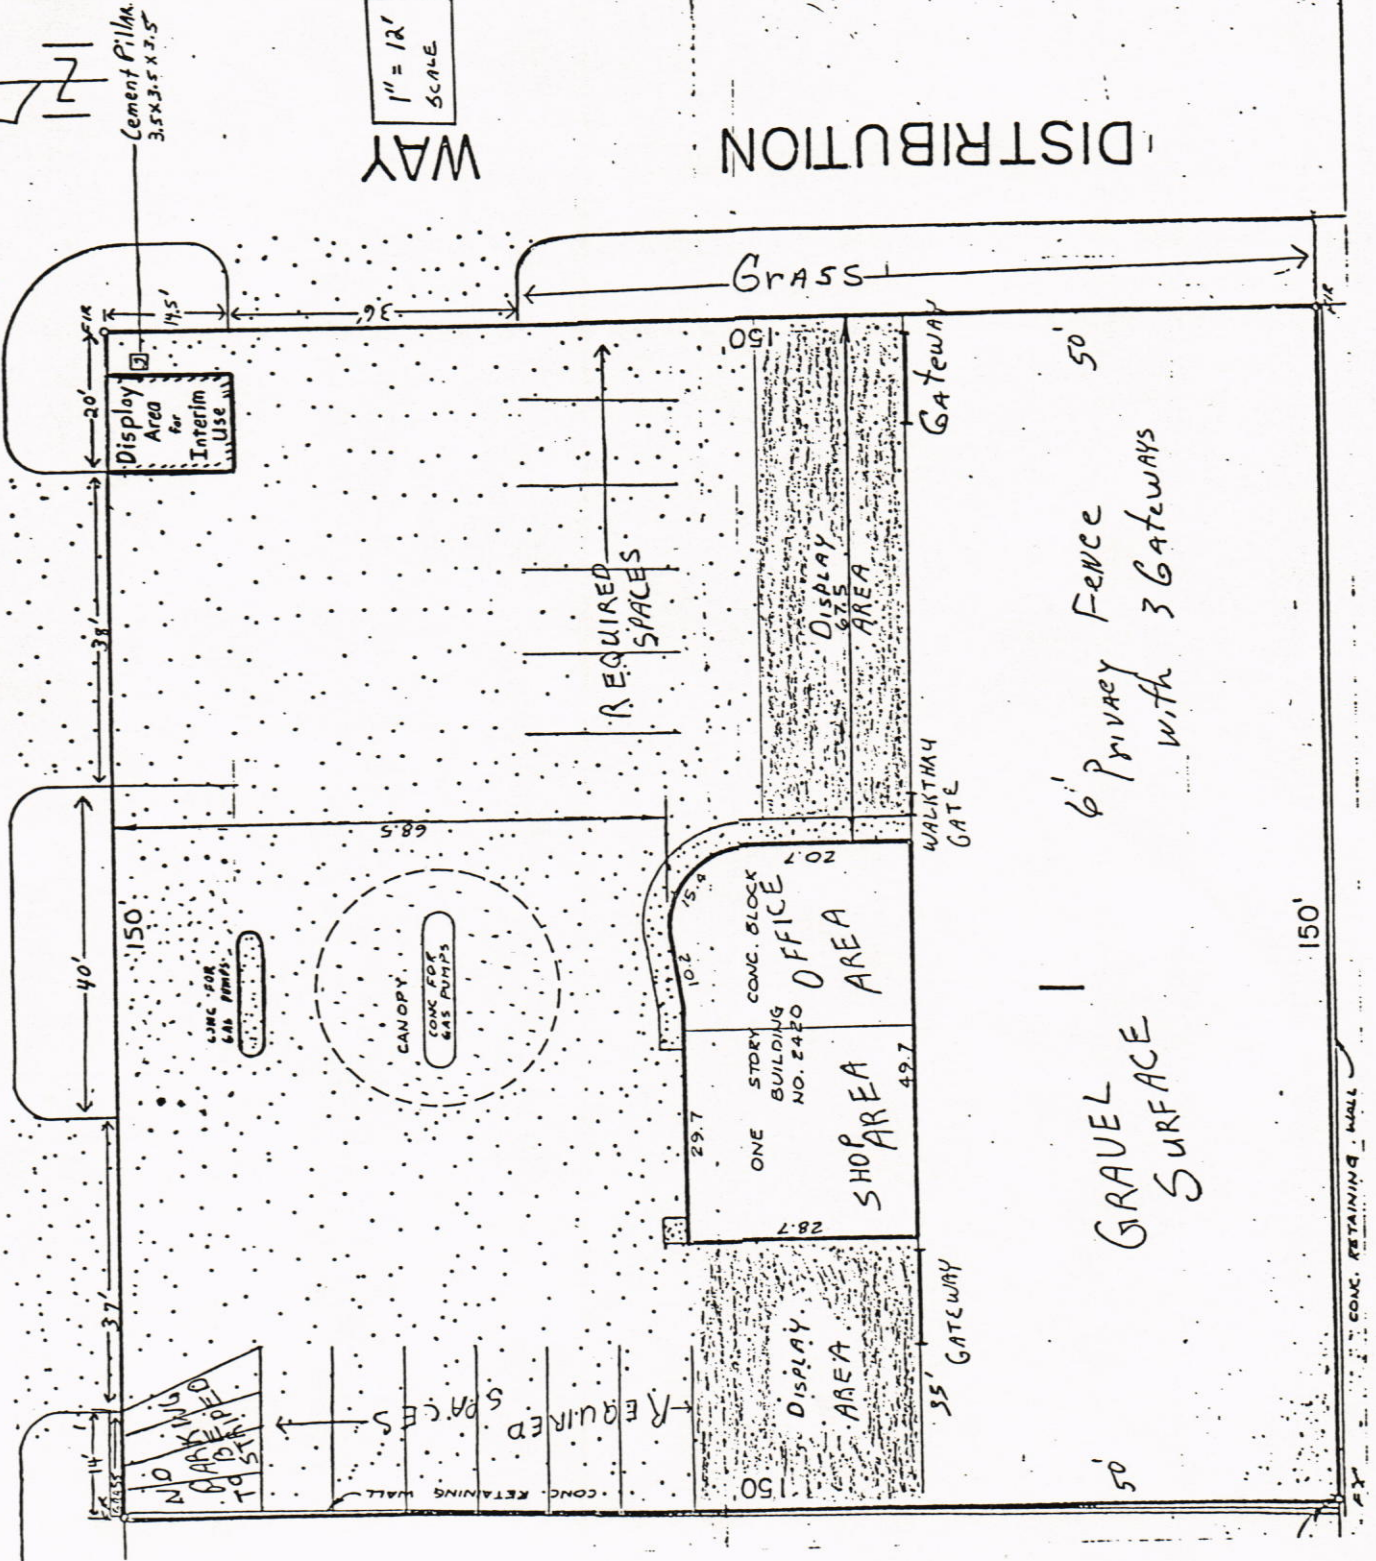 N
Cement Pillar
3.5 x 3.5 x 3.5
1" = 12'
SCALE
WAY
DISTRIBUTION
FIR
14.5'
36'
GRASS
FIR
20'
Display
Area
for
Interim
Use
38'
40'
37'
14'
GRASS
150'
150'
150'
150'
REQUIRED
SPACES
DISPLAY
67.5
AREA
GATEWAY
50'
6' Privacy Fence
with 3 Gateways
WALKTHRU
GATE
68.5
CONC FOR
GAS PUMPS
CANOPY
CONC FOR
GAS PUMPS
15.4
20.7
10.2
29.7
49.7
28.7
ONE STORY CONC. BLOCK
BUILDING
NO. 2420
OFFICE
AREA
SHOP
AREA
1
GRAVEL
SURFACE
NO
PARKING
TO BE
STRIPED
REQUIRED SPACES
CONC. RETAINING WALL
DISPLAY
AREA
35'
GATEWAY
50'
CONC. RETAINING WALL